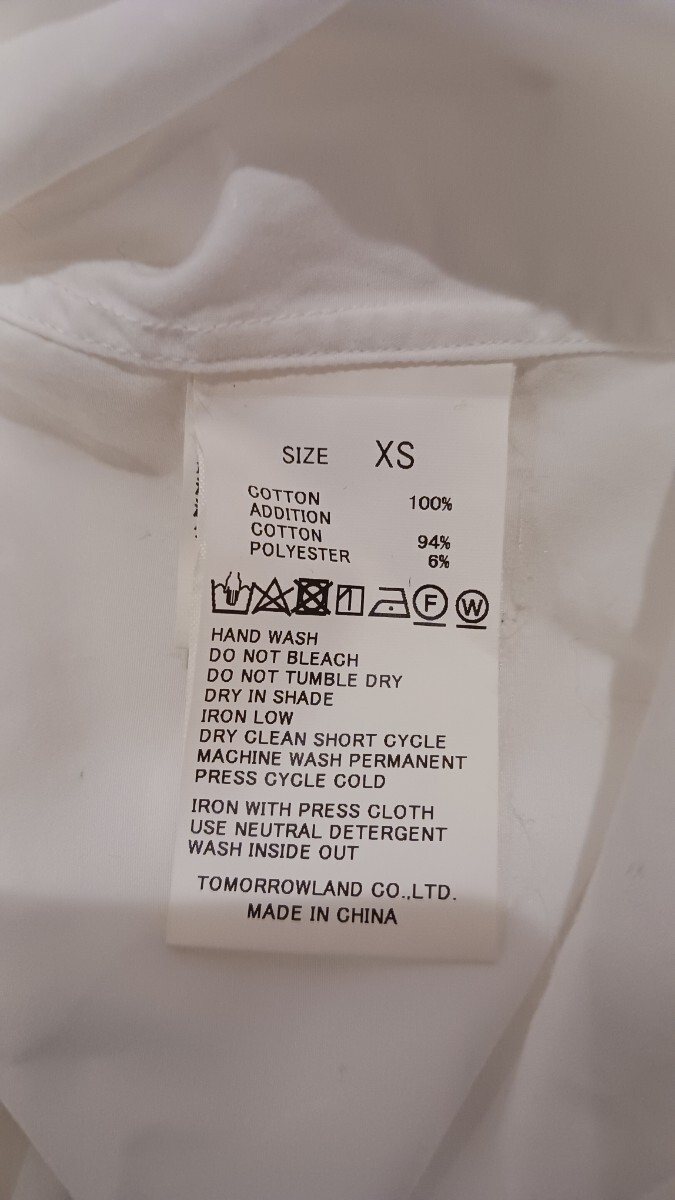 SIZE XS
COTTON 100%
ADDITION
COTTON 94%
POLYESTER 6%
F W
HAND WASH
DO NOT BLEACH
DO NOT TUMBLE DRY
DRY IN SHADE
IRON LOW
DRY CLEAN SHORT CYCLE
MACHINE WASH PERMANENT
PRESS CYCLE COLD
IRON WITH PRESS CLOTH
USE NEUTRAL DETERGENT
WASH INSIDE OUT
TOMORROWLAND CO.,LTD.
MADE IN CHINA